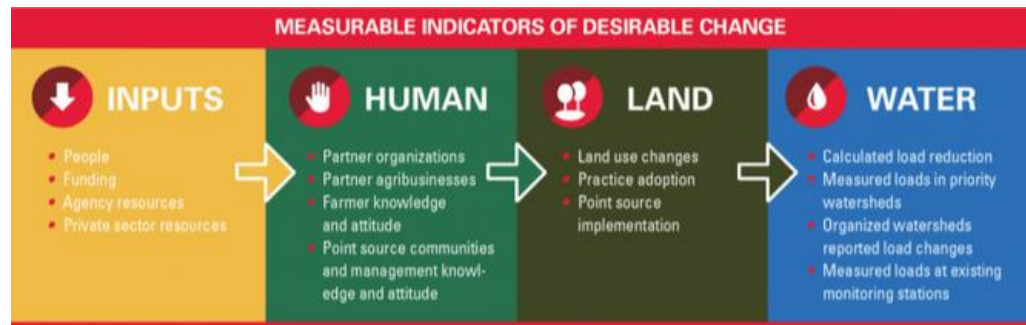 MEASURABLE INDICATORS OF DESIRABLE CHANGE
INPUTS
• People
• Funding
• Agency resources
• Private sector resources
HUMAN
• Partner organizations
• Partner agribusinesses
• Farmer knowledge
and attitude
• Point source communities
and management knowl-
edge and attitude
LAND
• Land use changes
• Practice adoption
• Point source
implementation
WATER
• Calculated load reduction
• Measured loads in priority
watersheds
• Organized watersheds
reported load changes
• Measured loads at existing
monitoring stations